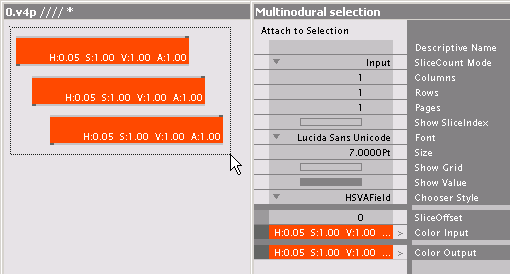 0.v4p //// *
H:0.05 S:1.00 V:1.00 A:1.00
H:0.05 S:1.00 V:1.00 A:1.00
H:0.05 S:1.00 V:1.00 A:1.00
Multinodural selection
Attach to Selection
Descriptive Name
Input SliceCount Mode
1 Columns
1 Rows
1 Pages
Show SliceIndex
Lucida Sans Unicode Font
7.0000Pt Size
Show Grid
Show Value
HSVAField Chooser Style
0 SliceOffset
H:0.05 S:1.00 V:1.00 ... > Color Input
H:0.05 S:1.00 V:1.00 ... > Color Output